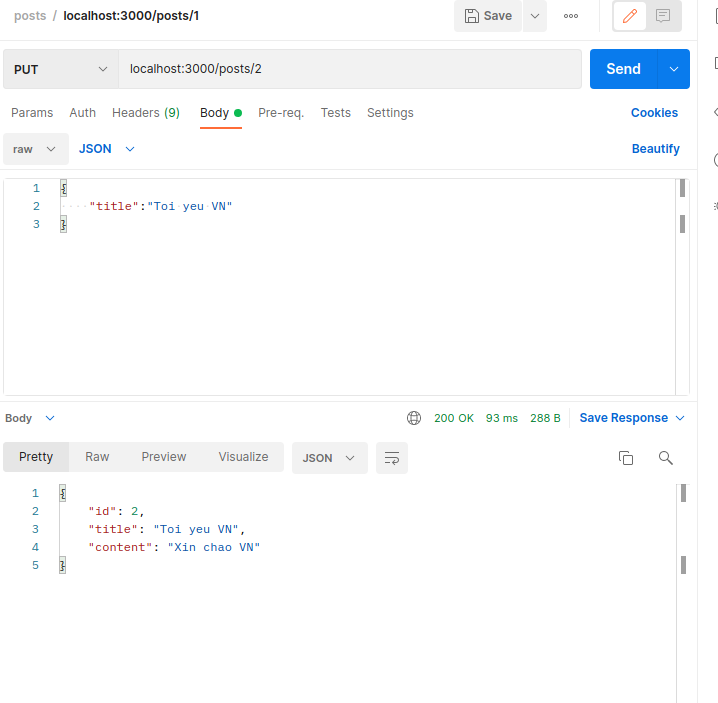 posts / localhost:3000/posts/1 Save
PUT localhost:3000/posts/2 Send
Params Auth Headers (9) Body Pre-req. Tests Settings Cookies
raw JSON Beautify
1 {
2 "title":"Toi yeu VN"
3 }
Body 200 OK 93 ms 288 B Save Response
Pretty Raw Preview Visualize JSON
1 {
2 "id": 2,
3 "title": "Toi yeu VN",
4 "content": "Xin chao VN"
5 }